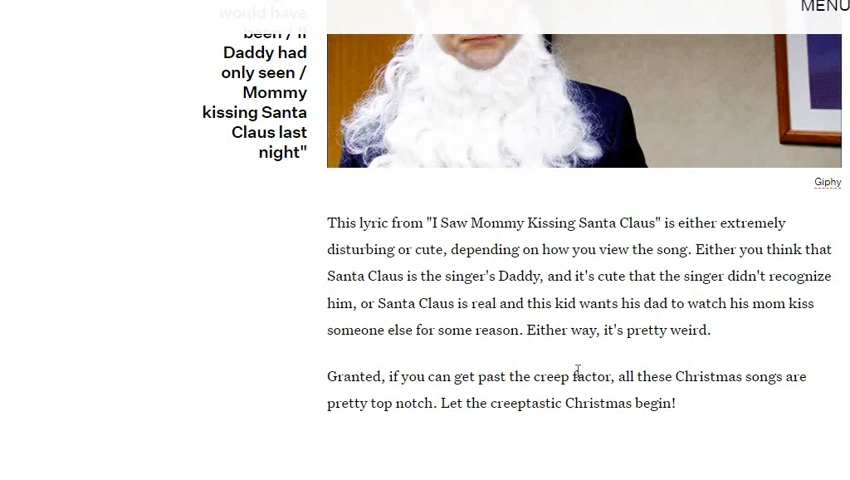 MENU
would have
been / if
Daddy had
only seen /
Mommy
kissing Santa
Claus last
night"
Giphy
This lyric from "I Saw Mommy Kissing Santa Claus" is either extremely
disturbing or cute, depending on how you view the song. Either you think that
Santa Claus is the singer's Daddy, and it's cute that the singer didn't recognize
him, or Santa Claus is real and this kid wants his dad to watch his mom kiss
someone else for some reason. Either way, it's pretty weird.
Granted, if you can get past the creep factor, all these Christmas songs are
pretty top notch. Let the creeptastic Christmas begin!